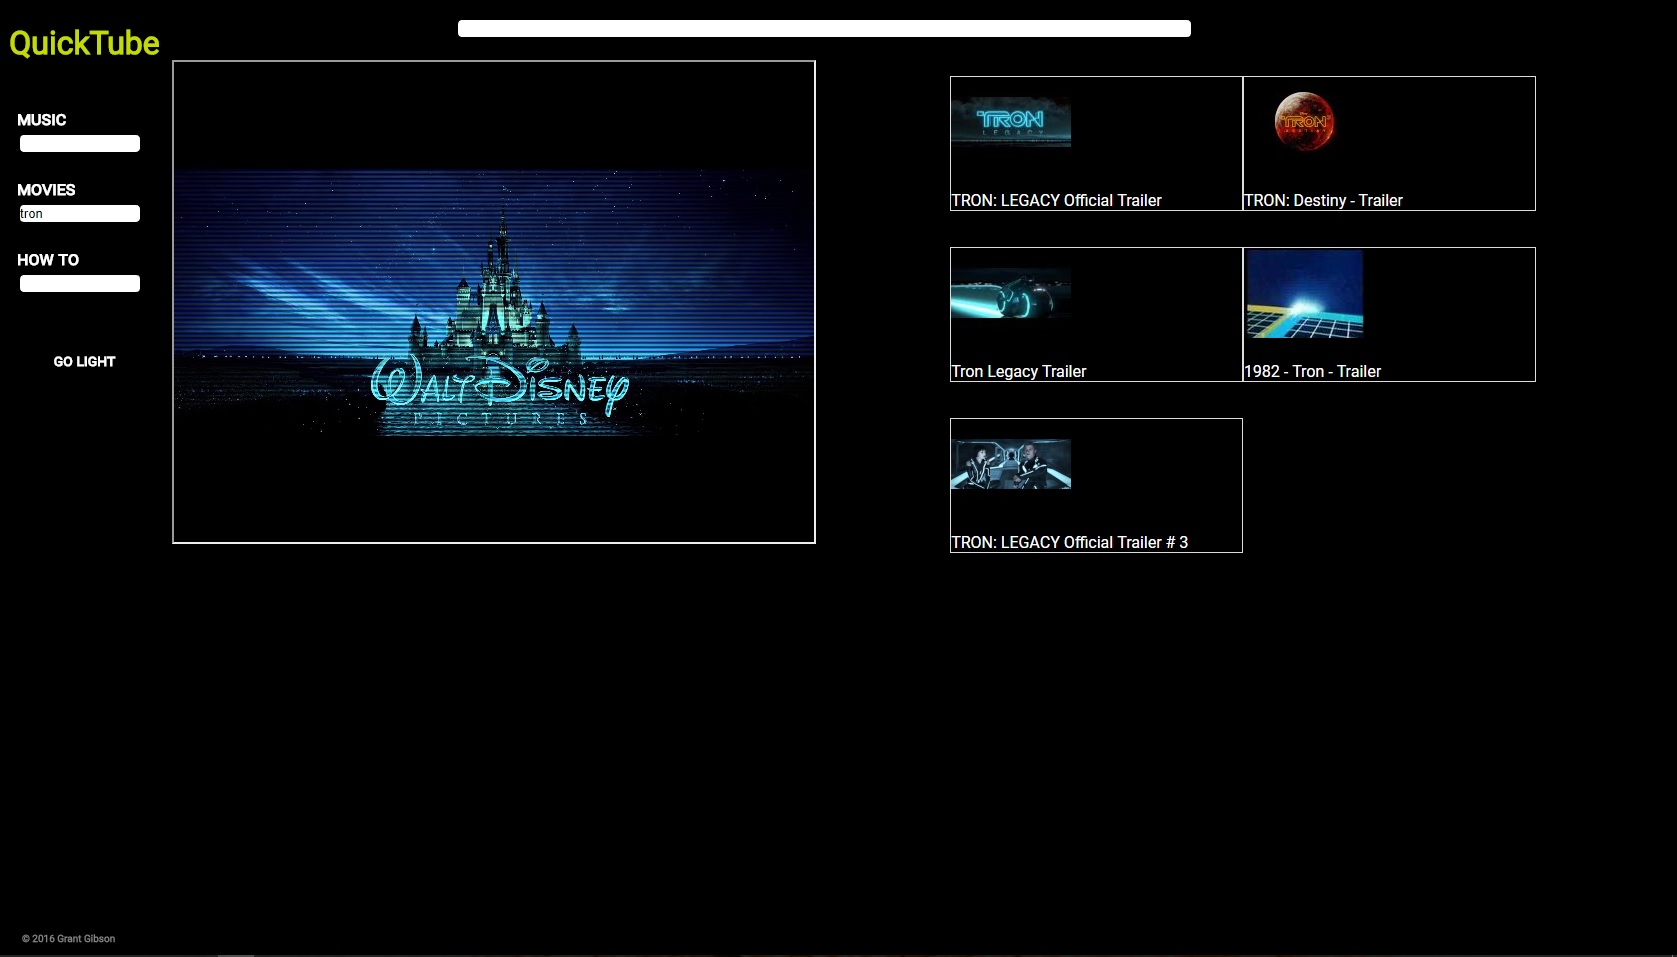 QuickTube
MUSIC
MOVIES
tron
HOW TO
GO LIGHT
WALT DISNEY
PICTURES
TRON
LEGACY
TRON: LEGACY Official Trailer
TRON
TRON: Destiny - Trailer
Tron Legacy Trailer
1982 - Tron - Trailer
TRON: LEGACY Official Trailer # 3
© 2016 Grant Gibson